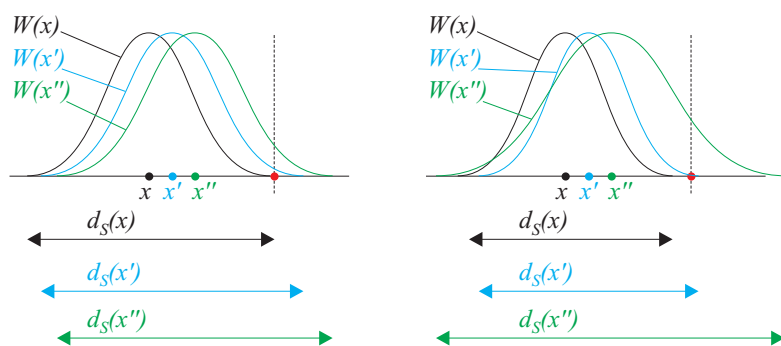 W(x)
W(x')
W(x'')
x x' x''
d_S(x)
d_S(x')
d_S(x'')
W(x)
W(x')
W(x'')
x x' x''
d_S(x)
d_S(x')
d_S(x'')